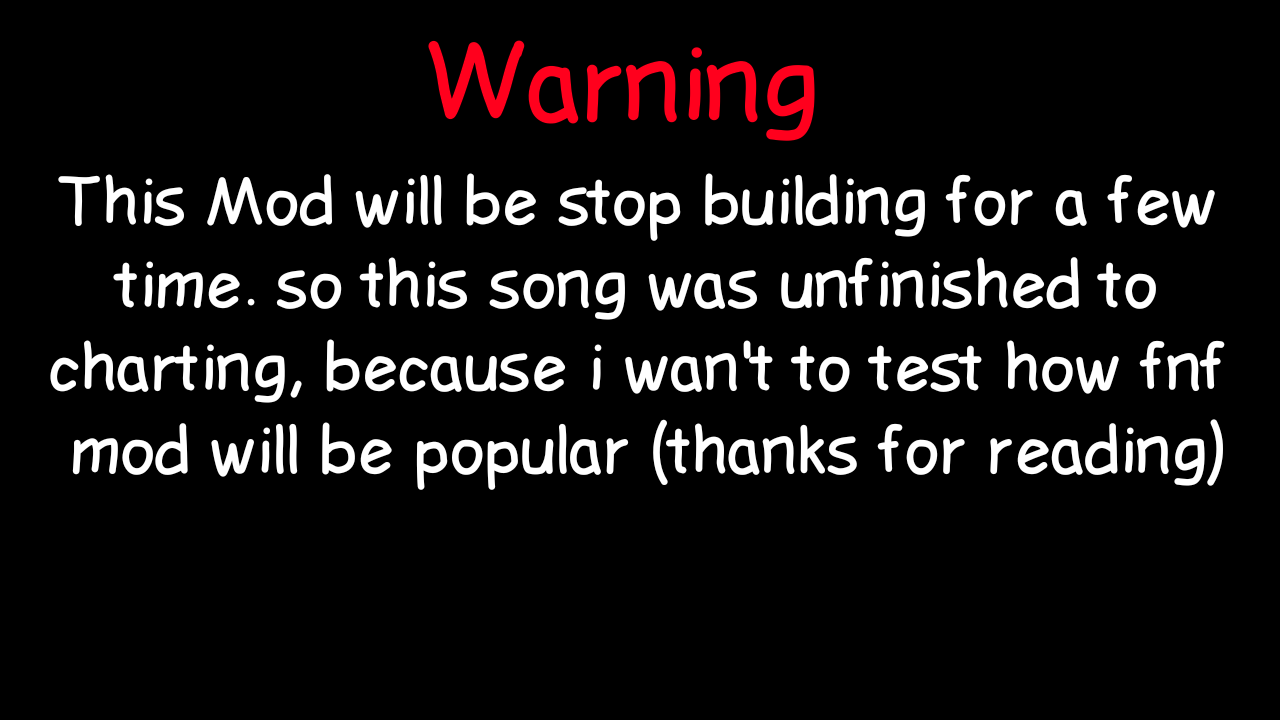 Warning
This Mod will be stop building for a few
time. so this song was unfinished to
charting, because i wan't to test how fnf
mod will be popular (thanks for reading)